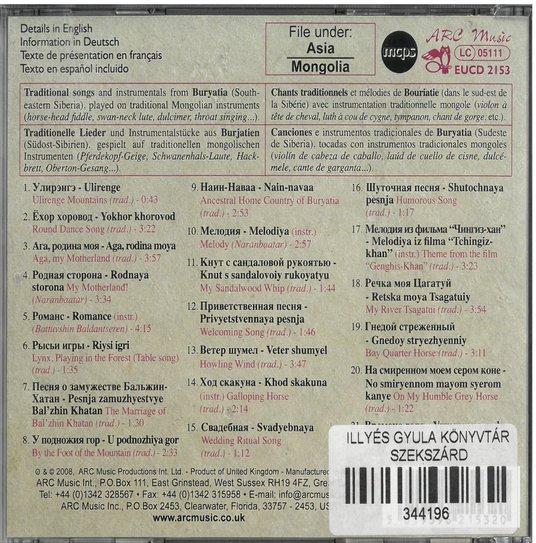 Details in English
Information in Deutsch
Texte de présentation en français
Texto en español incluido
File under:
Asia
Mongolia
mcps
ARC Music
LC 05111
EUCD 2153
Traditional songs and instrumentals from Buryatia (South-
eastern Siberia), played on traditional Mongolian instruments
(horse-head fiddle, swan-neck lute, dulcimer, throat singing...).
Traditionelle Lieder und Instrumentalstücke aus Burjatien
(Südost-Sibirien), gespielt auf traditionellen mongolischen
Instrumenten (Pferdekopf-Geige, Schwanenhals-Laute, Hack-
brett, Oberton-Gesang...).
Chants traditionnels et mélodies de Bouriatie (dans le sud-est de
la Sibérie) avec instrumentation traditionnelle mongole (violon à
tête de cheval, luth à cou de cygne, tympanon, chant de gorge, etc.).
Canciones e instrumentos tradicionales de Buryatia (Sudeste
de Siberia), tocadas con instrumentos tradicionales mongoles
(violín de cabeza de caballo, laúd de cuello de cisne, dulcé-
mele, cante de garganta...).
1. Улирэнгэ - Ulirenge
Ulirenge Mountains (trad.) - 0:43
2. Ёхор хоровод - Yokhor khorovod
Round Dance Song (trad.) - 3:22
3. Ага, родина моя - Aga, rodina moya
Aga, my Motherland (trad.) - 3:57
4. Родная сторона - Rodnaya
storona My Motherland!
(Naranbaatar) - 3:34
5. Романс - Romance (instr.)
(Battuvshin Baldantseren) - 4:15
6. Рысьи игры - Riysi igri
Lynx, Playing in the Forest (Table song)
(trad.) - 1:35
7. Песня о замужестве Бальжин-
Хатан - Pesnja zamuzhyestvye
Bal'zhin Khatan The Marriage of
Bal'zhin Khatan (trad.) - 1:30
8. У подножия гор - U podnozhiya gor
By the Foot of the Mountain (trad.) - 2:33
9. Наин-Наваа - Nain-navaa
Ancestral Home Country of Buryatia
(trad.) - 2:53
10. Мелодия - Melodiya (instr.)
Melody (Naranbuatar) - 2:57
11. Кнут с сандаловой рукоятью -
Knut s sandalovoiy rukoyatyu
My Sandalwood Whip (trad.) - 1:44
12. Приветственная песня -
Privyetstvennaya pesnja
Welcoming Song (trad.) - 1:46
13. Ветер шумел - Veter shumyel
Howling Wind (trad.) - 3:47
14. Ход скакуна - Khod skakuna
(instr.) Galloping Horse
(trad.) - 2:14
15. Свадебная - Svadyebnaya
Wedding Ritual Song
(trad.) - 1:12
16. Шуточная песня - Shutochnaya
pesnja Humorous Song
(trad.) - 1:17
17. Мелодия из фильма "Чингиз-хан"
- Melodiya iz filma "Tchingiz-
khan" (instr.) Theme from the film
"Genghis-Khan" (trad.) - 3:23
18. Речка моя Цагатуй
- Retska moya Tsagatuiy
My River Tsagatui (trad.) - 3:54
19. Гнедой стреженный
- Gnedoy stryezhyenniy
Bay Quarter Horse (trad.) - 3:11
20. На смиренном моем сером коне -
No smiryennom mayom syerom
kanye On My Humble Grey Horse
(trad.) - 1:22
℗ & © 2008, ARC Music Productions Int. Ltd. - Product of United Kingdom - Manufactured
ARC Music Int., P.O.Box 111, East Grinstead, West Sussex RH19 4FZ, Great
Tel: +44 (0)1342 328567 • Fax: +44 (0)1342 315958 • E-mail: info@arcmus
ARC Music Inc., P.O.Box 2453, Clearwater, Florida, 33757 - 2453, US
www.arcmusic.co.uk
ILLYÉS GYULA KÖNYVTÁR
SZEKSZÁRD
344196